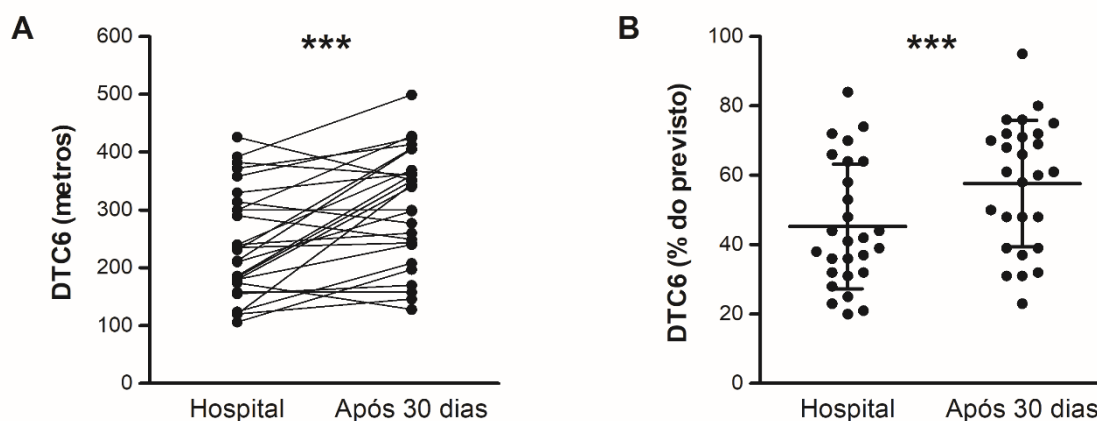 A
DTC6 (metros)
600
500
400
300
200
100
0
***
Hospital
Após 30 dias
B
DTC6 (% do previsto)
100
80
60
40
20
0
***
Hospital
Após 30 dias